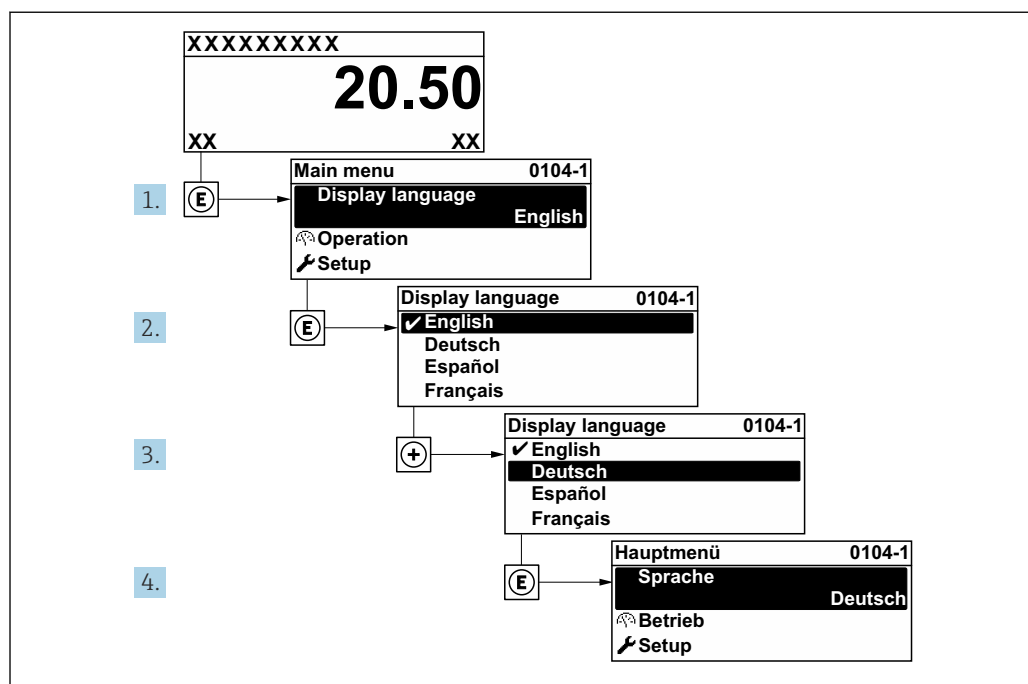 XXXXXXXXX
20.50
XX XX
1. E
Main menu 0104-1
Display language
English
Operation
Setup
2. E
Display language 0104-1
✔ English
Deutsch
Español
Français
3. +
Display language 0104-1
✔ English
Deutsch
Español
Français
4. E
Hauptmenü 0104-1
Sprache
Deutsch
Betrieb
Setup